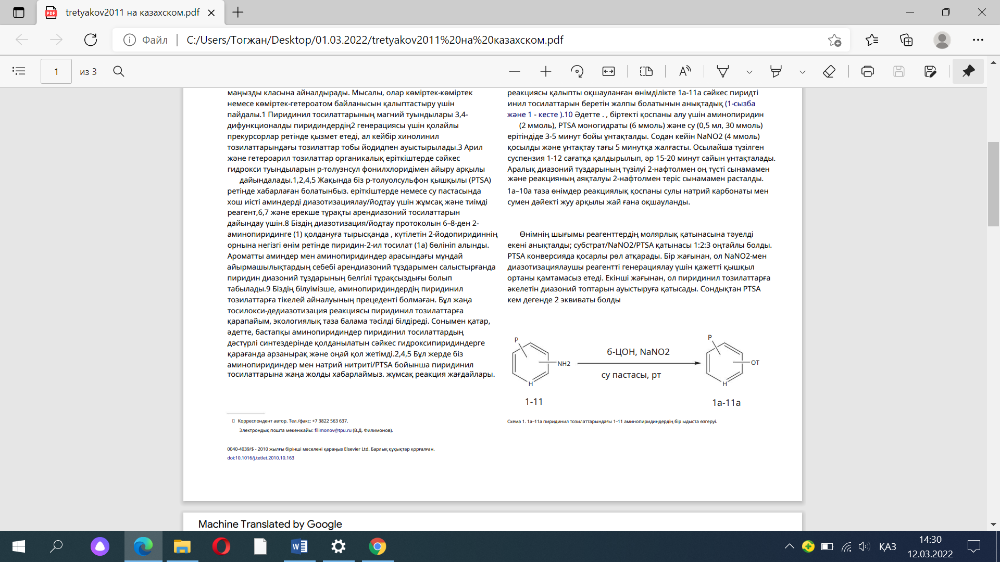 tretyakov2011 на казахском.pdf
Файл
C:/Users/Тогжан/Desktop/01.03.2022/tretyakov2011%20на%20казахском.pdf
1
из 3
маңызды класына айналдырады. Мысалы, олар көміртек-көміртек
немесе көміртек-гетероатом байланысын қалыптастыру үшін
пайдалы.1 Пиридинил тосилаттарының магний туындылары 3,4-
дифункционалды пиридиндердің2 генерациясы үшін қолайлы
прекурсорлар ретінде қызмет етеді, ал кейбір хинолинил
тозилаттарындағы тозилаттар тобы йодидпен ауыстырылады.3 Арил
және гетероарил тозилаттар органикалық еріткіштерде сәйкес
гидрокси туындыларын р-толуэнсул фонилхлоридімен айыру арқылы
дайындалады.1,2,4,5 Жақында біз р-толуолсульфон қышқылы (PTSA)
ретінде хабарлаған болатынбыз. еріткіштерде немесе су пастасында
хош иісті аминдерді диазотизациялау/йодтау үшін жұмсақ және тиімді
реагент,6,7 және ерекше тұрақты арендиазоний тосилаттарын
дайындау үшін.8 Біздің диазотизация/йодтау протоколын 6–8-ден 2-
аминопиридинге (1) қолдануға тырысқанда , күтілетін 2-йодопиридиннің
орнына негізгі өнім ретінде пиридин-2-ил тосилат (1а) бөлініп алынды.
Ароматты аминдер мен аминопиридиндер арасындағы мұндай
айырмашылықтардың себебі арендиазоний тұздарымен салыстырғанда
пиридин диазоний тұздарының белгілі тұрақсыздығы болып
табылады.9 Біздің білуімізше, аминопиридиндердің пиридинил
тозилаттарға тікелей айналуының прецеденті болмаған. Бұл жаңа
тосилокси-дедиазотизация реакциясы пиридинил тозилаттарға
қарапайым, экологиялық таза балама тәсілді білдіреді. Сонымен қатар,
әдетте, бастапқы аминопиридиндер пиридинил тосилаттардың
дәстүрлі синтездерінде қолданылатын сәйкес гидроксипиридиндерге
қарағанда арзанырақ және оңай қол жетімді.2,4,5 Бұл жерде біз
аминопиридиндер мен натрий нитриті/PTSA бойынша пиридинил
тосилаттарына жаңа жолды хабарлаймыз. жұмсақ реакция жағдайлары.
Корреспондент автор. Тел./факс: +7 3822 563 637.
Электрондық пошта мекенжайы: filimonov@tpu.ru (В.Д. Филимонов).
0040-4039/$ - 2010 жылғы бірінші мәселені қараңыз Elsevier Ltd. Барлық құқықтар қорғалған.
doi:10.1016/j.tetlet.2010.10.163
реакциясы қалыпты оқшауланған өнімділікте 1a-11a сәйкес пиридті
инил тосилаттарын беретін жалпы болатынын анықтадық (1-сызба
және 1 - кесте ).10 Әдетте . , біртекті қоспаны алу үшін аминопиридин
(2 ммоль), PTSA моногидраты (6 ммоль) және су (0,5 мл, 30 ммоль)
ерітіндіде 3-5 минут бойы ұнтақталды. Содан кейін NaNO2 (4 ммоль)
қосылды және ұнтақтау тағы 5 минутқа жалғасты. Осылайша түзілген
суспензия 1-12 сағатқа қалдырылып, әр 15-20 минут сайын ұнтақталады.
Аралық диазоний тұздарының түзілуі 2-нафтолмен оң түсті сынамамен
және реакцияның аяқталуы 2-нафтолмен теріс сынамамен расталды.
1a–10a таза өнімдер реакциялық қоспаны сулы натрий карбонаты мен
сумен дәйекті жуу арқылы жай ғана оқшауланды.
Өнімнің шығымы реагенттердің молярлық қатынасына тәуелді
екені анықталды; субстрат/NaNO2/PTSA қатынасы 1:2:3 оңтайлы болды.
PTSA конверсияда қосарлы рөл атқарады. Бір жағынан, ол NaNO2-мен
диазотизациялаушы реагентті генерациялау үшін қажетті қышқыл
ортаны қамтамасыз етеді. Екінші жағынан, ол пиридинил тозилаттарға
әкелетін диазоний топтарын ауыстыруға қатысады. Сондықтан PTSA
кем дегенде 2 эквиваты болды
Р
NH2
Н
1-11
б-ЦОН, NaNO2
су пастасы, рт
Р
ОТ
Н
1a-11a
Схема 1. 1a–11a пиридинил тозилаттарындағы 1–11 аминопиридиндердің бір ыдыста өзгеруі.
Machine Translated by Google
ҚАЗ
14:30
12.03.2022